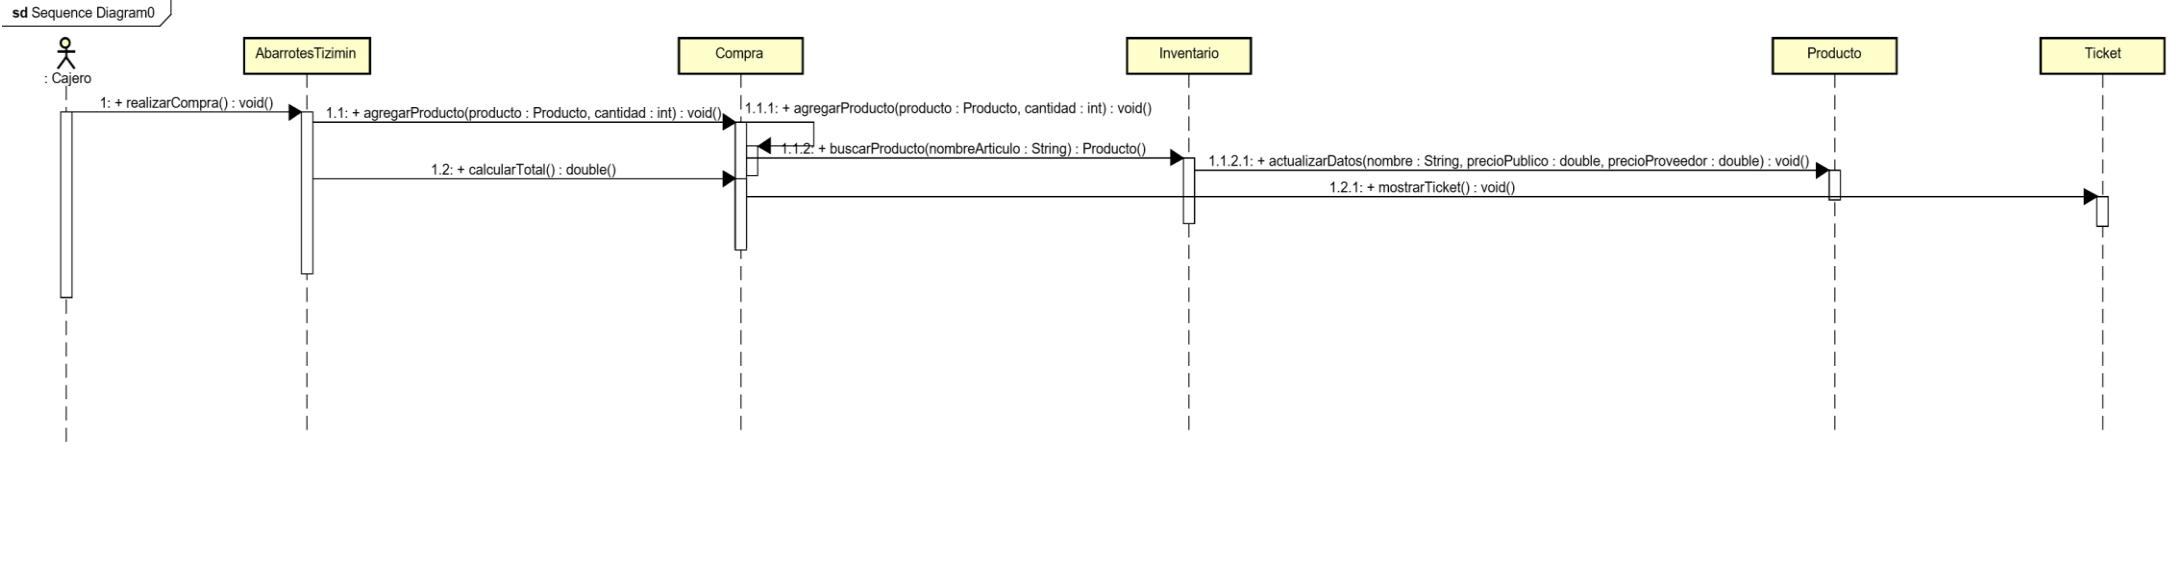 sd Sequence Diagram0
: Cajero
AbarrotesTizimin
Compra
Inventario
Producto
Ticket
1: + realizarCompra() : void()
1.1: + agregarProducto(producto : Producto, cantidad : int) : void()
1.1.1: + agregarProducto(producto : Producto, cantidad : int) : void()
1.1.2: + buscarProducto(nombreArticulo : String) : Producto()
1.1.2.1: + actualizarDatos(nombre : String, precioPublico : double, precioProveedor : double) : void()
1.2: + calcularTotal() : double()
1.2.1: + mostrarTicket() : void()